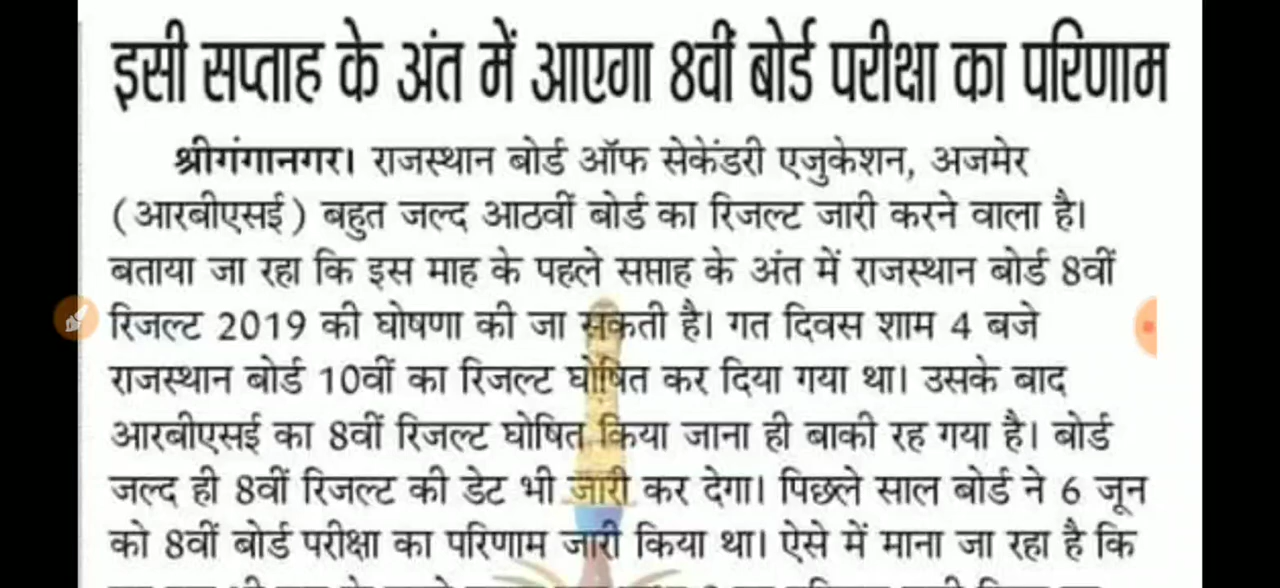 इसी सप्ताह के अंत में आएगा 8वीं बोर्ड परीक्षा का परिणाम
श्रीगंगानगर। राजस्थान बोर्ड ऑफ सेकेंडरी एजुकेशन, अजमेर
(आरबीएसई) बहुत जल्द आठवीं बोर्ड का रिजल्ट जारी करने वाला है।
बताया जा रहा कि इस माह के पहले सप्ताह के अंत में राजस्थान बोर्ड 8वीं
रिजल्ट 2019 की घोषणा की जा सकती है। गत दिवस शाम 4 बजे
राजस्थान बोर्ड 10वीं का रिजल्ट घोषित कर दिया गया था। उसके बाद
आरबीएसई का 8वीं रिजल्ट घोषित किया जाना ही बाकी रह गया है। बोर्ड
जल्द ही 8वीं रिजल्ट की डेट भी जारी कर देगा। पिछले साल बोर्ड ने 6 जून
को 8वीं बोर्ड परीक्षा का परिणाम जारी किया था। ऐसे में माना जा रहा है कि